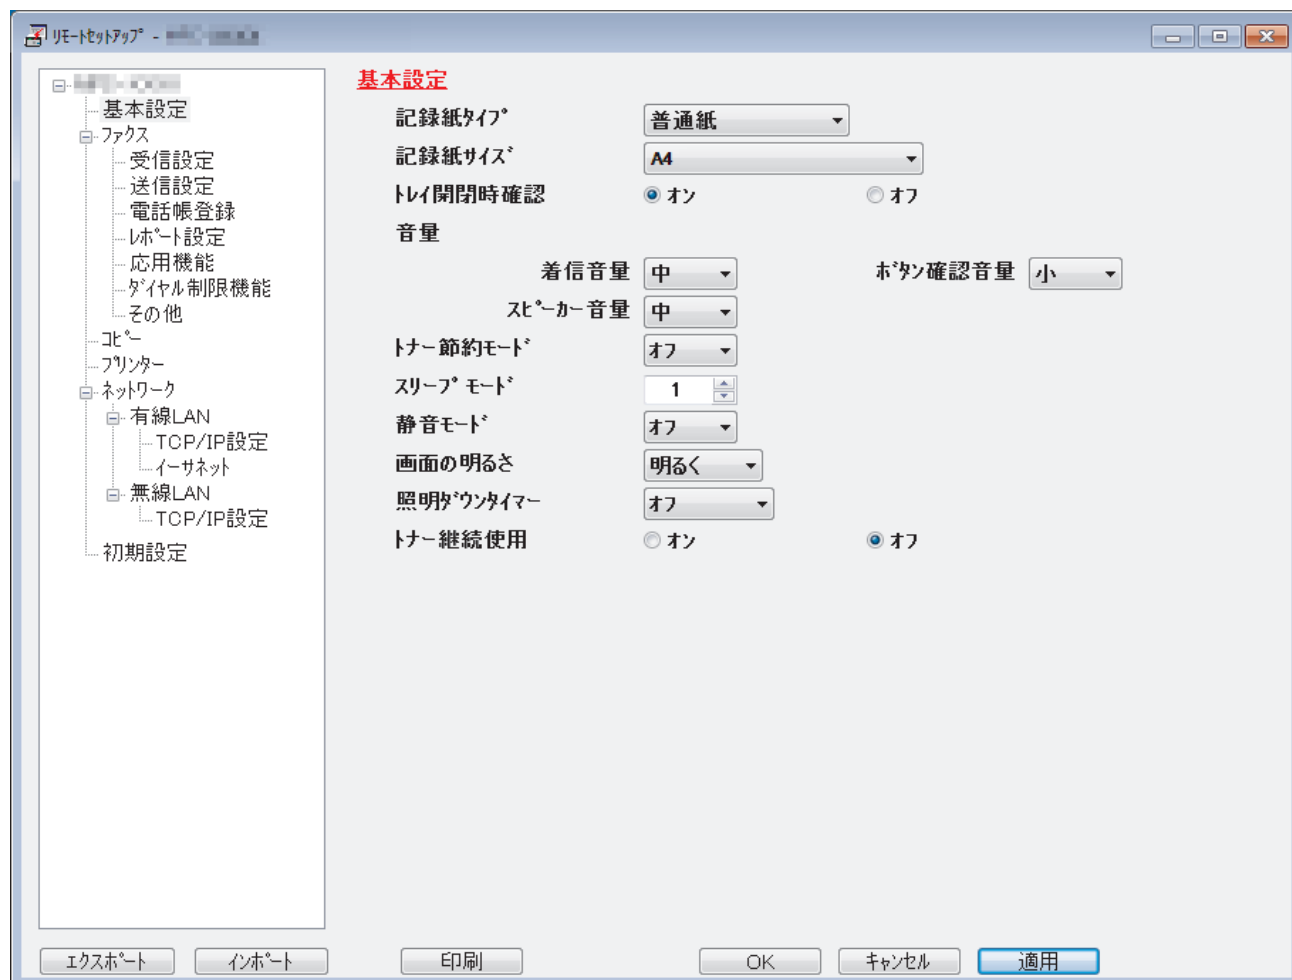 ﾘﾓｰﾄｾｯﾄｱｯﾌﾟ -
基本設定
ﾌｧｸｽ
受信設定
送信設定
電話帳登録
ﾚﾎﾟｰﾄ設定
応用機能
ﾀﾞｲﾔﾙ制限機能
その他
ｺﾋﾟｰ
ﾌﾟﾘﾝﾀｰ
ﾈｯﾄﾜｰｸ
有線LAN
TCP/IP設定
ｲｰｻﾈｯﾄ
無線LAN
TCP/IP設定
初期設定
基本設定
記録紙ﾀｲﾌﾟ 普通紙
記録紙ｻｲｽﾞ A4
ﾄﾚｲ開閉時確認 ｵﾝ ｵﾌ
音量
着信音量 中 ﾎﾞﾀﾝ確認音量 小
ｽﾋﾟｰｶｰ音量 中
ﾄﾅｰ節約ﾓｰﾄﾞ ｵﾌ
ｽﾘｰﾌﾟﾓｰﾄﾞ 1
静音ﾓｰﾄﾞ ｵﾌ
画面の明るさ 明るく
照明ﾀﾞｳﾝﾀｲﾏｰ ｵﾌ
ﾄﾅｰ継続使用 ｵﾝ ｵﾌ
ｴｸｽﾎﾟｰﾄ ｲﾝﾎﾟｰﾄ 印刷 OK ｷｬﾝｾﾙ 適用